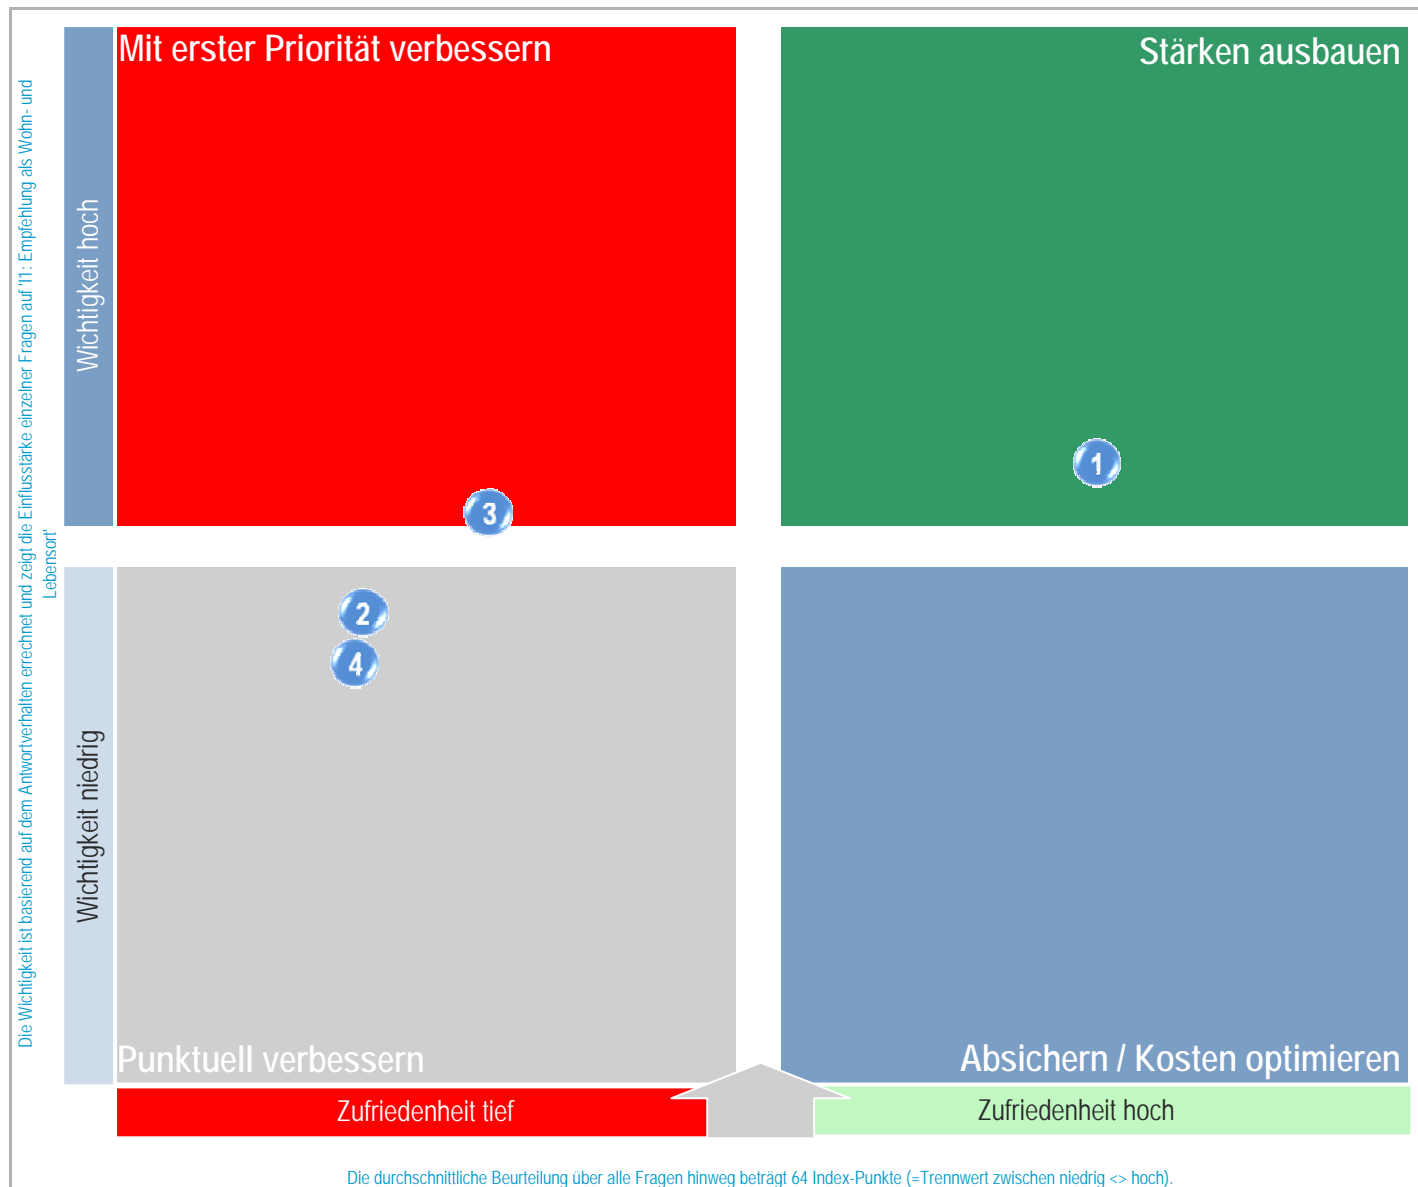 Mit erster Priorität verbessern
Stärken ausbauen
Die Wichtigkeit ist basierend auf dem Antwortverhalten errechnet und zeigt die Einflusstärke einzelner Fragen auf 'I1: Empfehlung als Wohn- und
Lebensort'
Wichtigkeit hoch
1
3
2
4
Wichtigkeit niedrig
Punktuell verbessern
Absichern / Kosten optimieren
Zufriedenheit tief
Zufriedenheit hoch
Die durchschnittliche Beurteilung über alle Fragen hinweg beträgt 64 Index-Punkte (=Trennwert zwischen niedrig <> hoch).